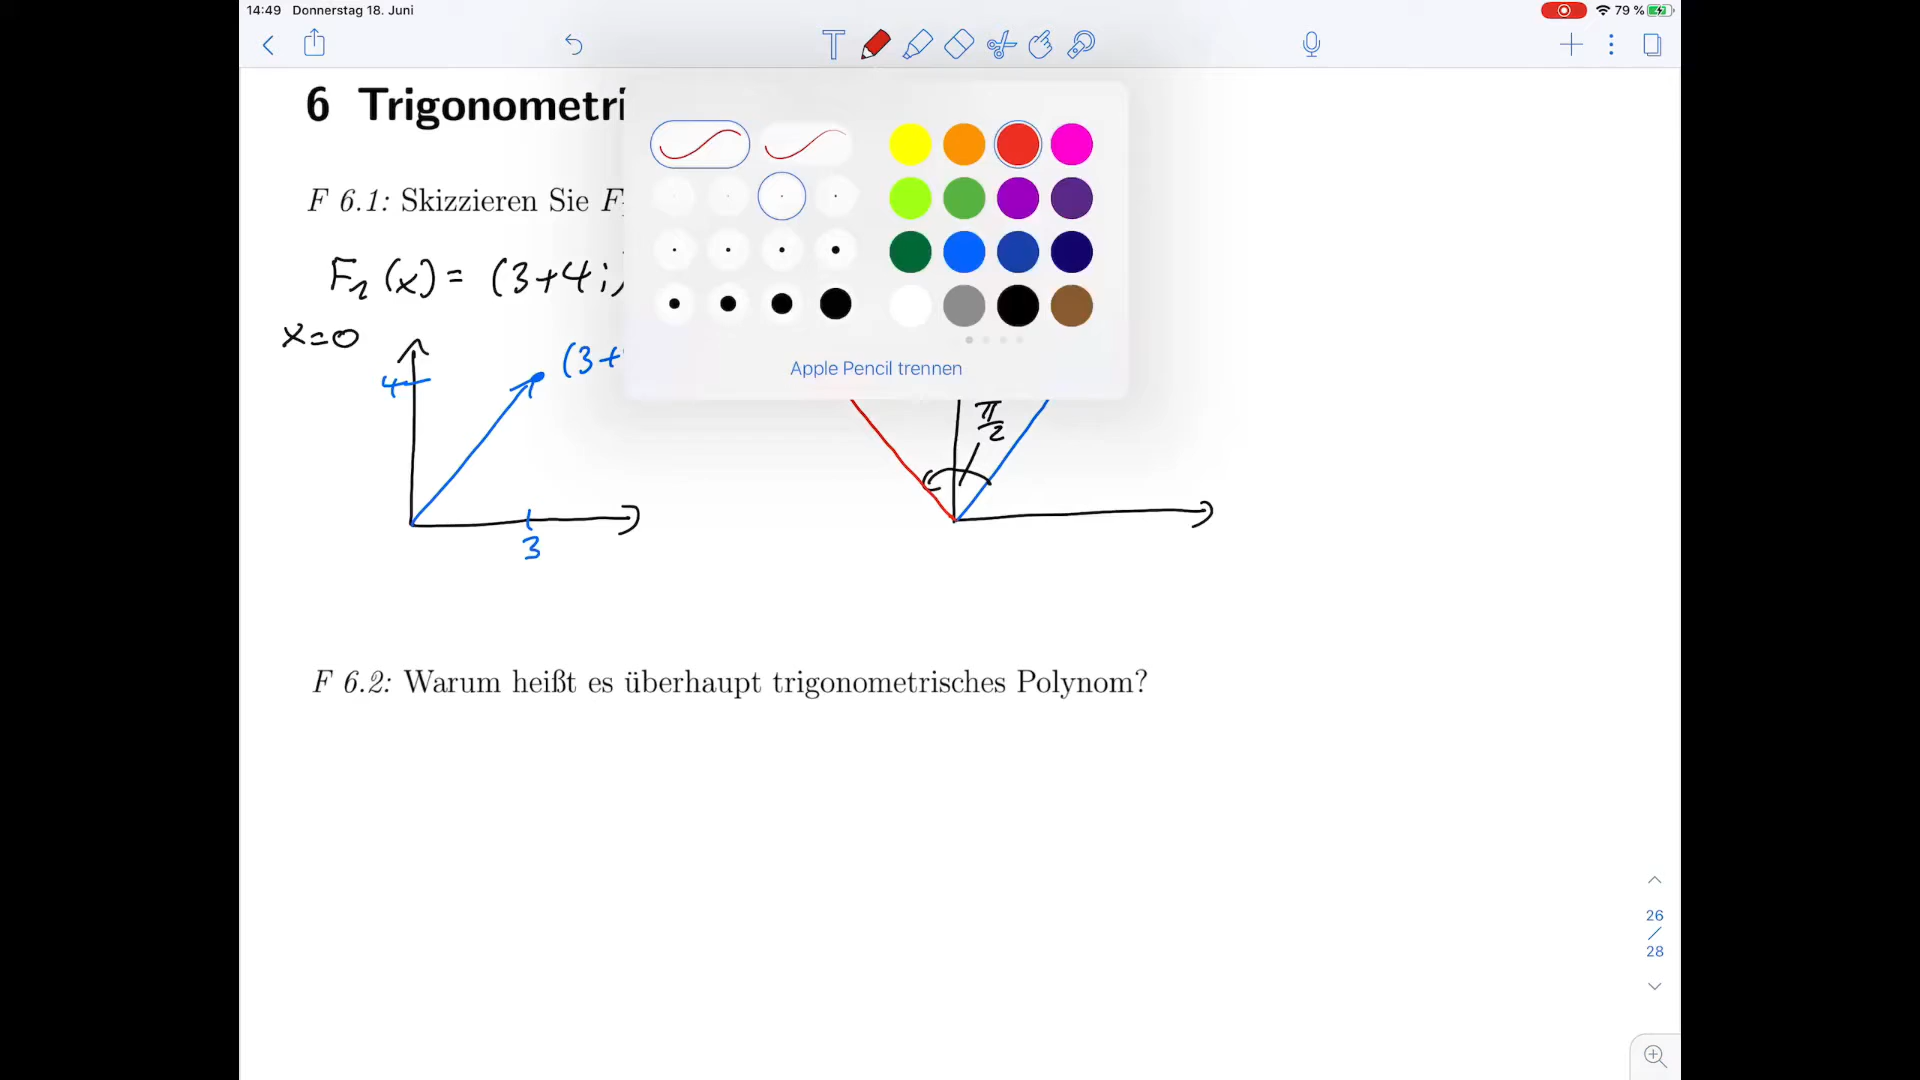 14:49 Donnerstag 18. Juni
79 %
6 Trigonometri
F 6.1: Skizzieren Sie F
F₂(x) = (3+4i)
x=0
4
(3+
3
Apple Pencil trennen
π/2
F 6.2: Warum heißt es überhaupt trigonometrisches Polynom?
26
28